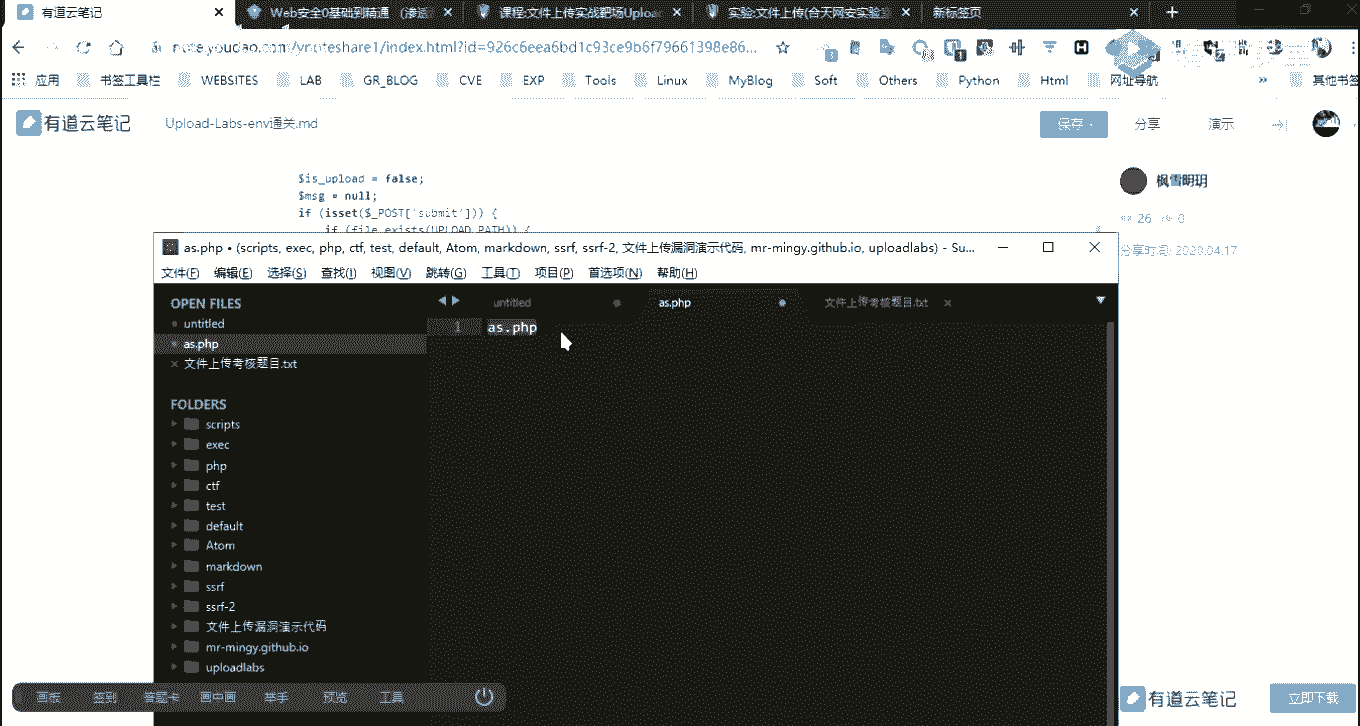 有道云笔记
Web安全0基础到精通 (渗透
课程:文件上传实战靶场Upload
实验:文件上传(合天网安实验室
新标签页
note.youdao.com/ynoteshare1/index.html?id=926c6eea6bd1c93ce9b6f79661398e86...
应用 书签工具栏 WEBSITES LAB GR_BLOG CVE EXP Tools Linux MyBlog Soft Others Python Html 网址导航 » 其他书签
有道云笔记 Upload-Labs-env通关.md 保存 分享 演示
$is_upload = false;
$msg = null;
if (isset($_POST['submit'])) {
if (file_exists(UPLOAD_PATH)) {
枫雪明玥
26 0
分享时间: 2020.04.17
as.php • (scripts, exec, php, ctf, test, default, Atom, markdown, ssrf, ssrf-2, 文件上传漏洞演示代码, mr-mingy.github.io, uploadlabs) - Su...
文件(F) 编辑(E) 选择(S) 查找(I) 视图(V) 跳转(G) 工具(T) 项目(P) 首选项(N) 帮助(H)
OPEN FILES
untitled
as.php
文件上传考核题目.txt
FOLDERS
scripts
exec
php
ctf
test
default
Atom
markdown
ssrf
ssrf-2
文件上传漏洞演示代码
mr-mingy.github.io
uploadlabs
untitled as.php 文件上传考核题目.txt
1 as.php
画板 签到 答题卡 画中画 举手 预览 工具
有道云笔记 立即下载